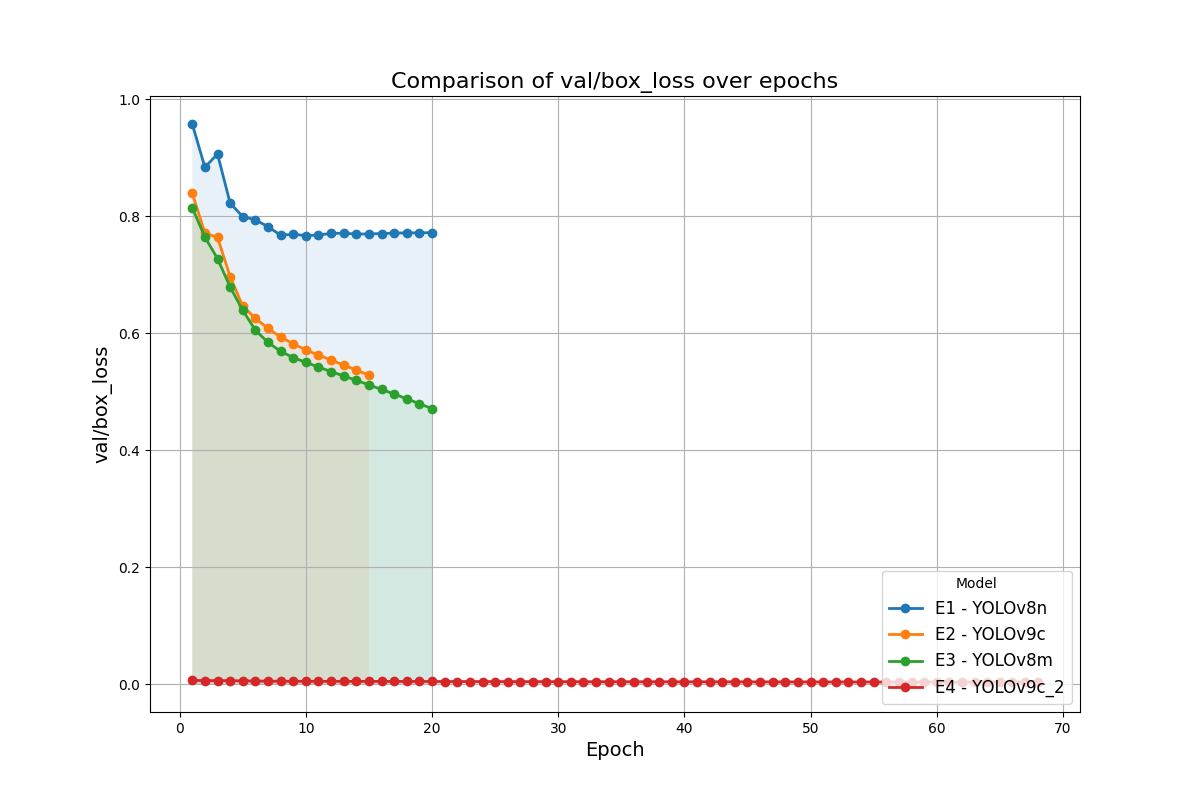 Comparison of val/box_loss over epochs
1.0
0.8
0.6
0.4
0.2
0.0
val/box_loss
Model
E1 - YOLOv8n
E2 - YOLOv9c
E3 - YOLOv8m
E4 - YOLOv9c_2
0 10 20 30 40 50 60 70
Epoch